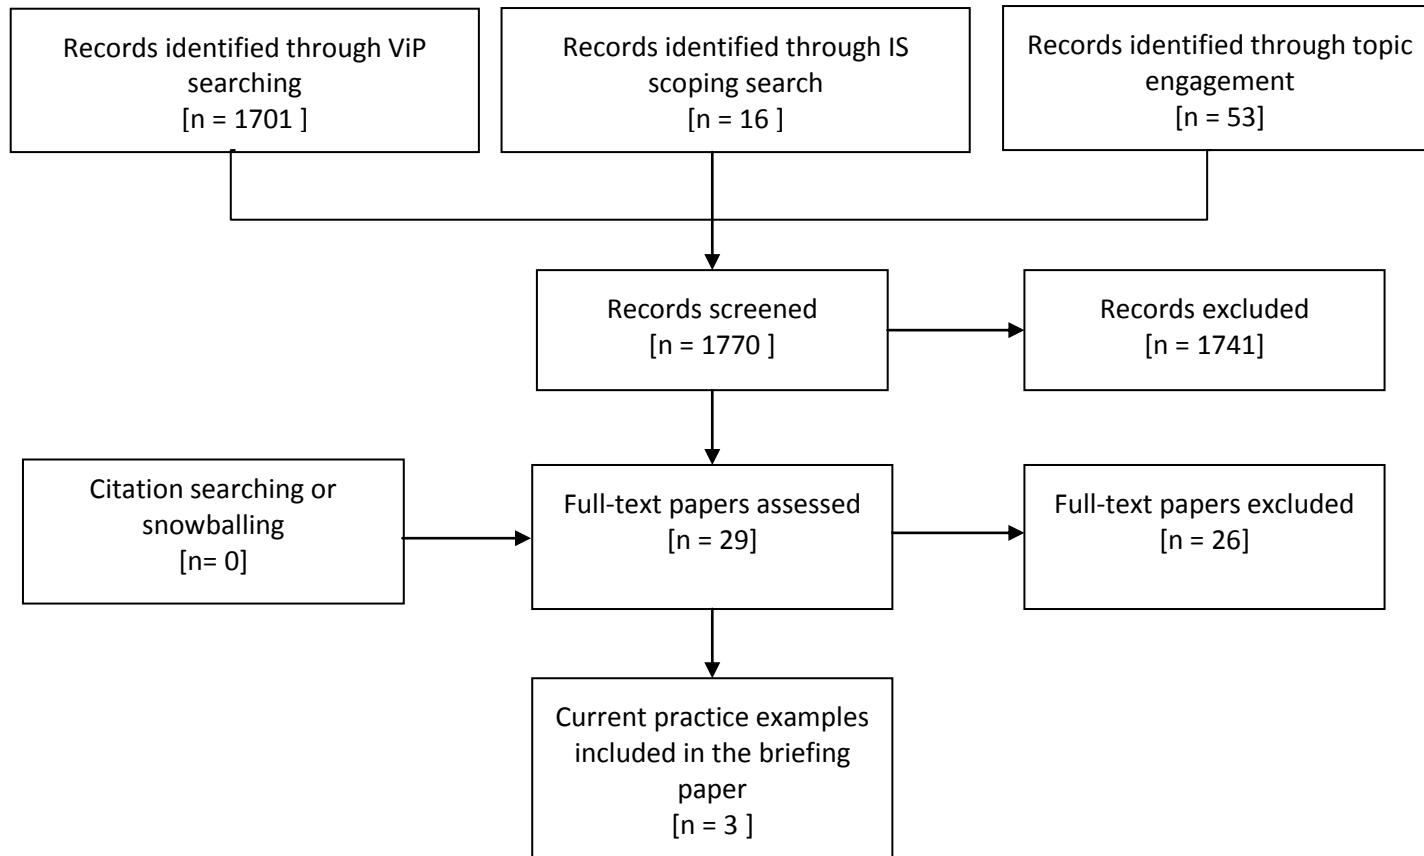 Records identified through ViP
searching
[n = 1701 ]
Records identified through IS
scoping search
[n = 16 ]
Records identified through topic
engagement
[n = 53]
Records screened
[n = 1770 ]
Records excluded
[n = 1741]
Citation searching or
snowballing
[n= 0]
Full-text papers assessed
[n = 29]
Full-text papers excluded
[n = 26]
Current practice examples
included in the briefing
paper
[n = 3 ]